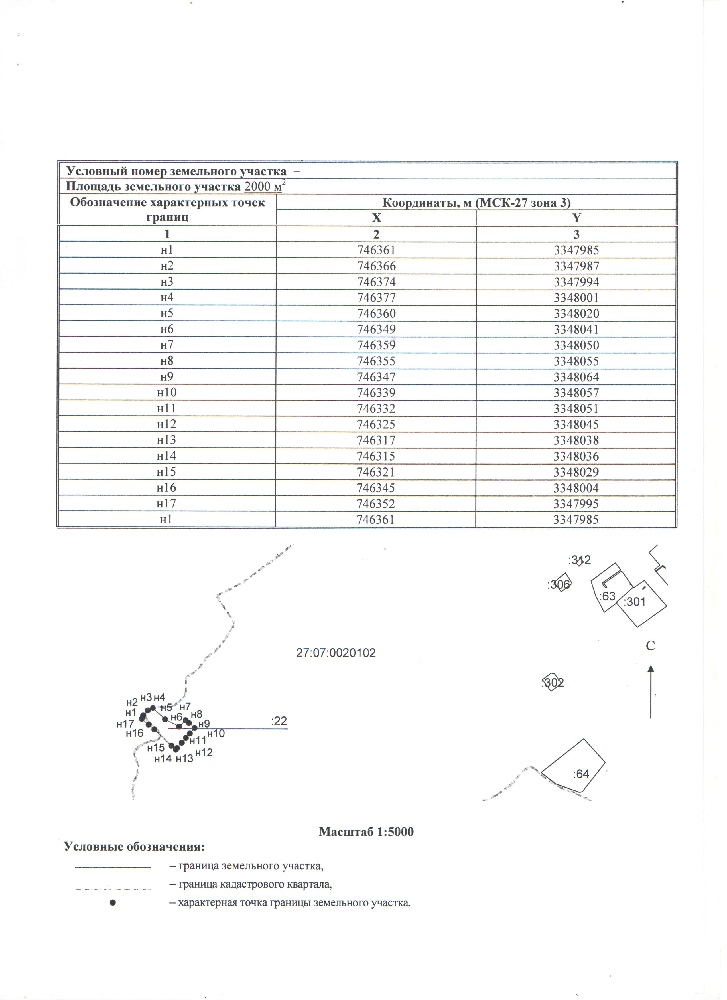 Условный номер земельного участка –
Площадь земельного участка 2000 м²
Обозначение характерных точек границ Координаты, м (МСК-27 зона 3)
X Y
1 2 3
н1 746361 3347985
н2 746366 3347987
н3 746374 3347994
н4 746377 3348001
н5 746360 3348020
н6 746349 3348041
н7 746359 3348050
н8 746355 3348055
н9 746347 3348064
н10 746339 3348057
н11 746332 3348051
н12 746325 3348045
н13 746317 3348038
н14 746315 3348036
н15 746321 3348029
н16 746345 3348004
н17 746352 3347995
н1 746361 3347985
:312
:306
:63
:301
С
27:07:0020102
:302
н3 н4
н2
н5 н7
н1
н6 н8
:22
н17
н9
н16
н10
н11
н15
н12
н14 н13
:64
Масштаб 1:5000
Условные обозначения:
– граница земельного участка,
– граница кадастрового квартала,
– характерная точка границы земельного участка.